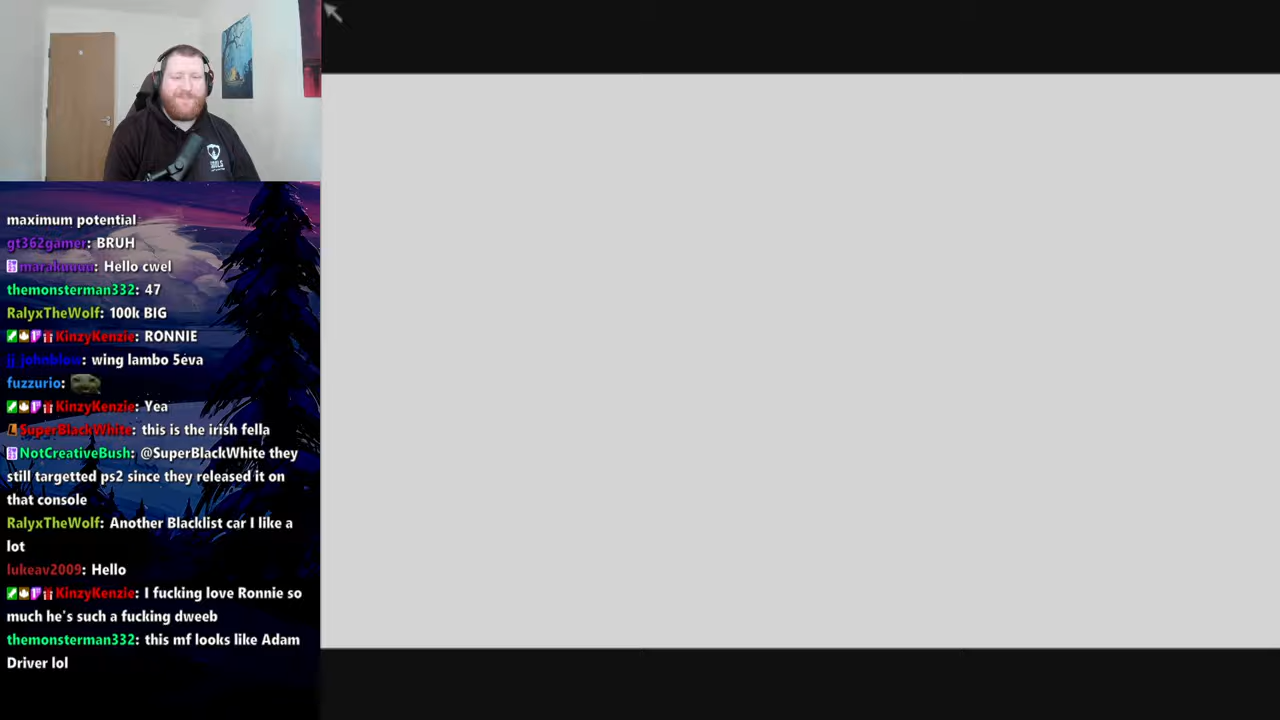 maximum potential
gt362gamer: BRUH
marakuuuu: Hello cwel
themonsterman332: 47
RalyxTheWolf: 100k BIG
KinzyKenzie: RONNIE
jj_johnblow: wing lambo 5eva
fuzzurio:
KinzyKenzie: Yea
SuperBlackWhite: this is the irish fella
NotCreativeBush: @SuperBlackWhite they
still targetted ps2 since they released it on
that console
RalyxTheWolf: Another Blacklist car I like a
lot
lukeav2009: Hello
KinzyKenzie: I fucking love Ronnie so
much he's such a fucking dweeb
themonsterman332: this mf looks like Adam
Driver lol